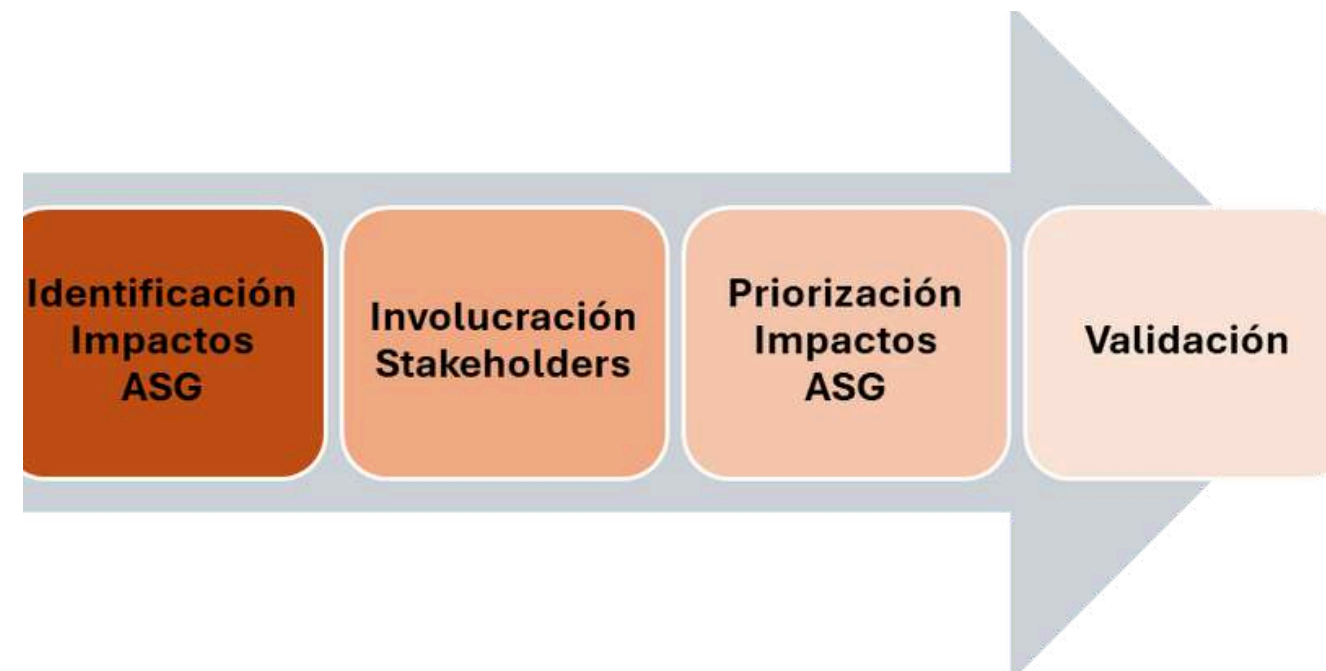 Identificación
Impactos
ASG
Involucración
Stakeholders
Priorización
Impactos
ASG
Validación